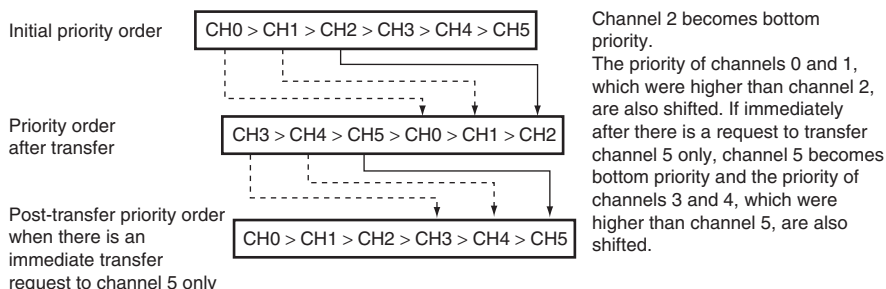 Initial priority order
CH0 > CH1 > CH2 > CH3 > CH4 > CH5
Priority order
after transfer
CH3 > CH4 > CH5 > CH0 > CH1 > CH2
Post-transfer priority order
when there is an
immediate transfer
request to channel 5 only
CH0 > CH1 > CH2 > CH3 > CH4 > CH5
Channel 2 becomes bottom
priority.
The priority of channels 0 and 1,
which were higher than channel 2,
are also shifted. If immediately
after there is a request to transfer
channel 5 only, channel 5 becomes
bottom priority and the priority of
channels 3 and 4, which were
higher than channel 5, are also
shifted.